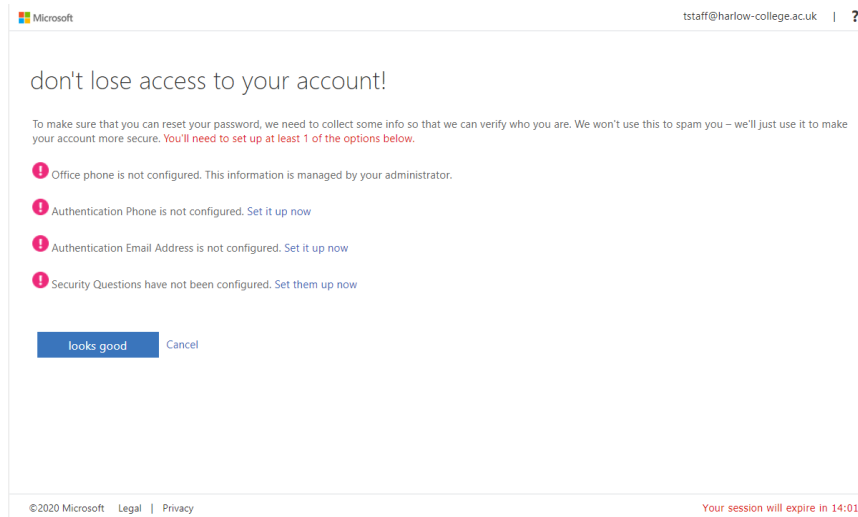 Microsoft
tstaff@harlow-college.ac.uk | ?
don't lose access to your account!
To make sure that you can reset your password, we need to collect some info so that we can verify who you are. We won't use this to spam you – we'll just use it to make
your account more secure. You'll need to set up at least 1 of the options below.
! Office phone is not configured. This information is managed by your administrator.
! Authentication Phone is not configured. Set it up now
! Authentication Email Address is not configured. Set it up now
! Security Questions have not been configured. Set them up now
looks good Cancel
©2020 Microsoft Legal | Privacy
Your session will expire in 14:01